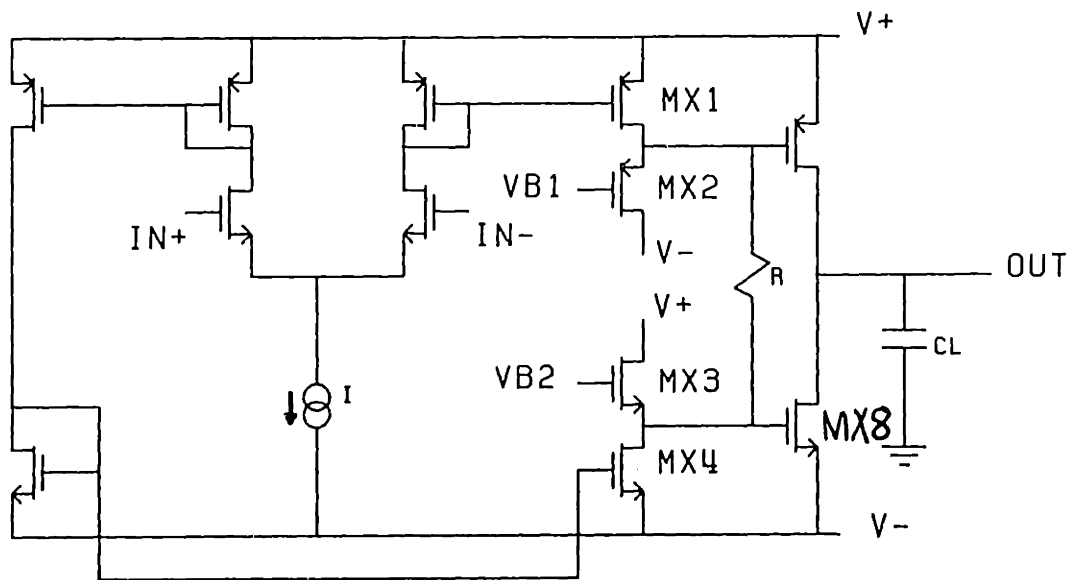 V+
MX1
VB1
MX2
IN+
IN-
V-
R
OUT
V+
I
CL
VB2
MX3
MX8
MX4
V-